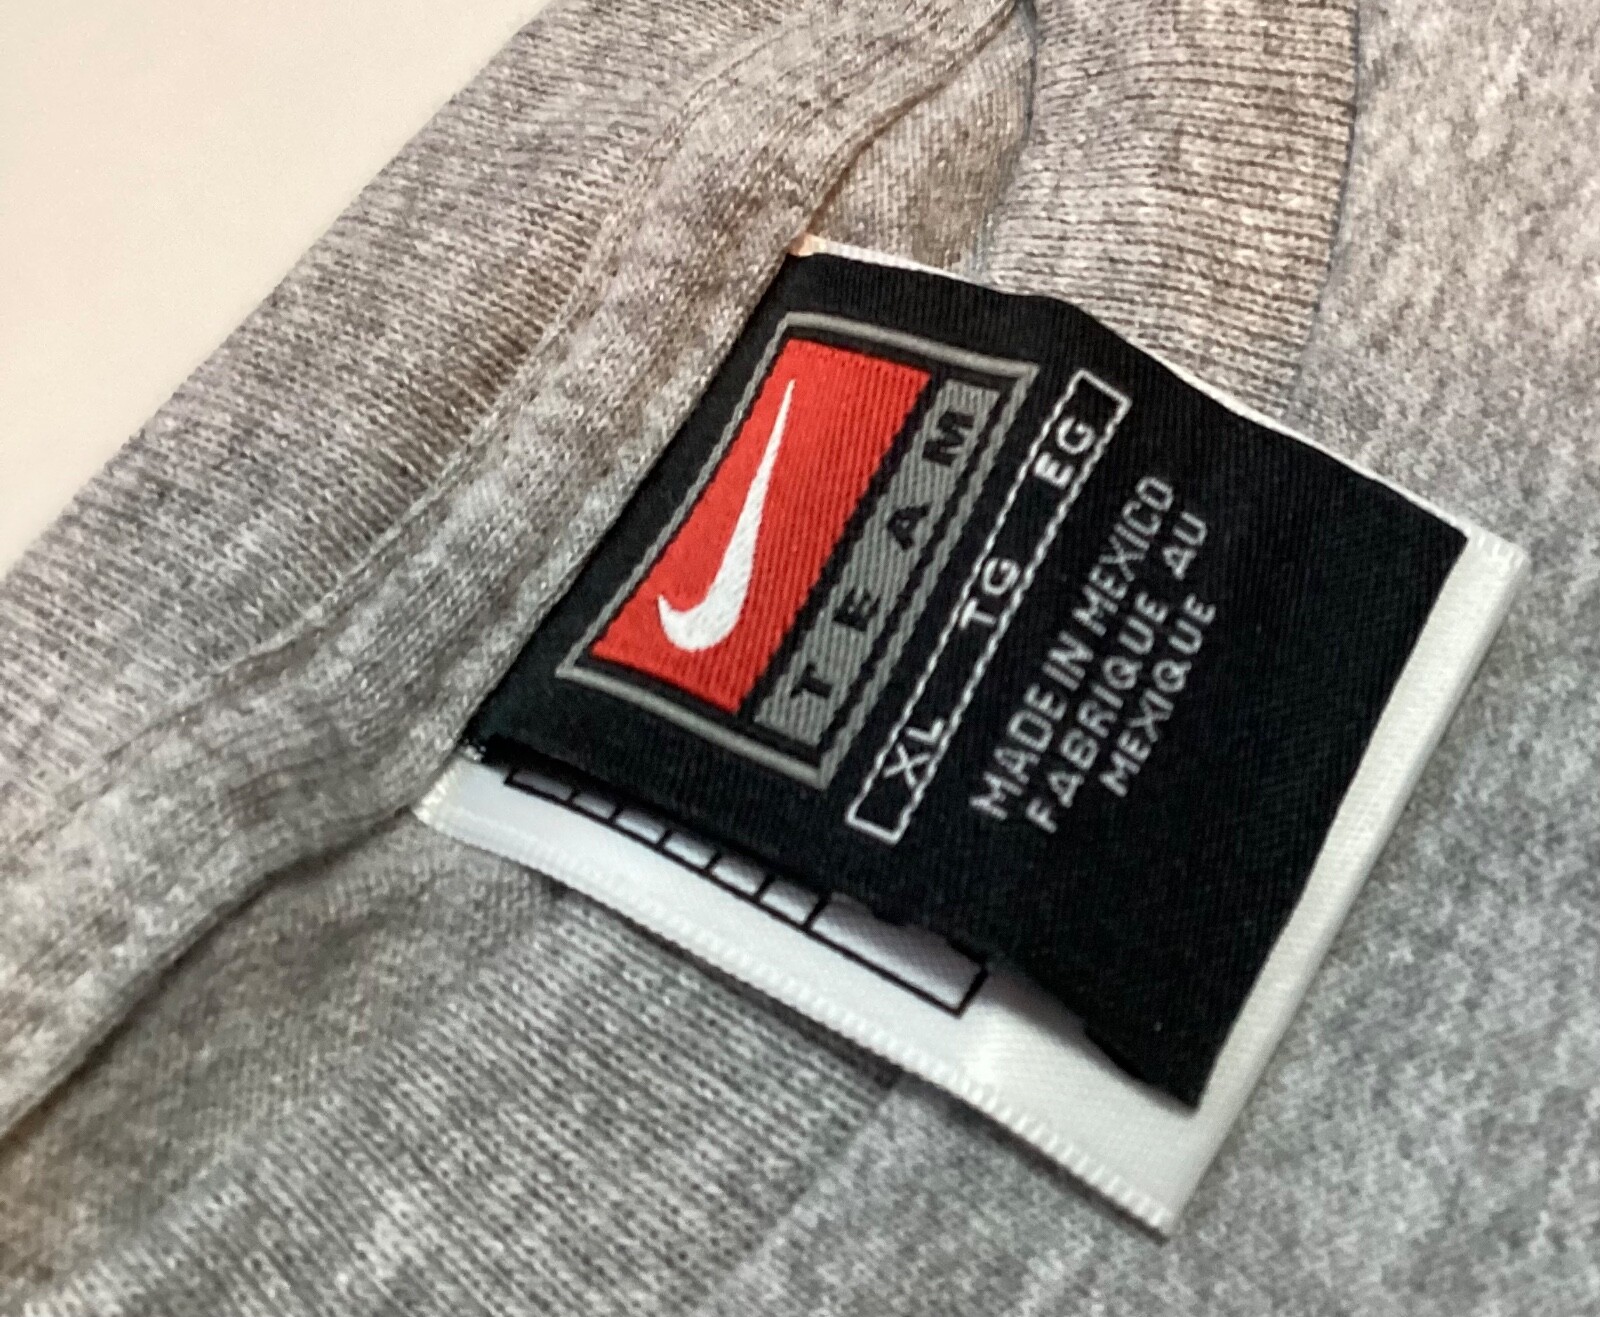 TEAM
XL TG EG
MADE IN MEXICO
FABRIQUE AU
MEXIQUE